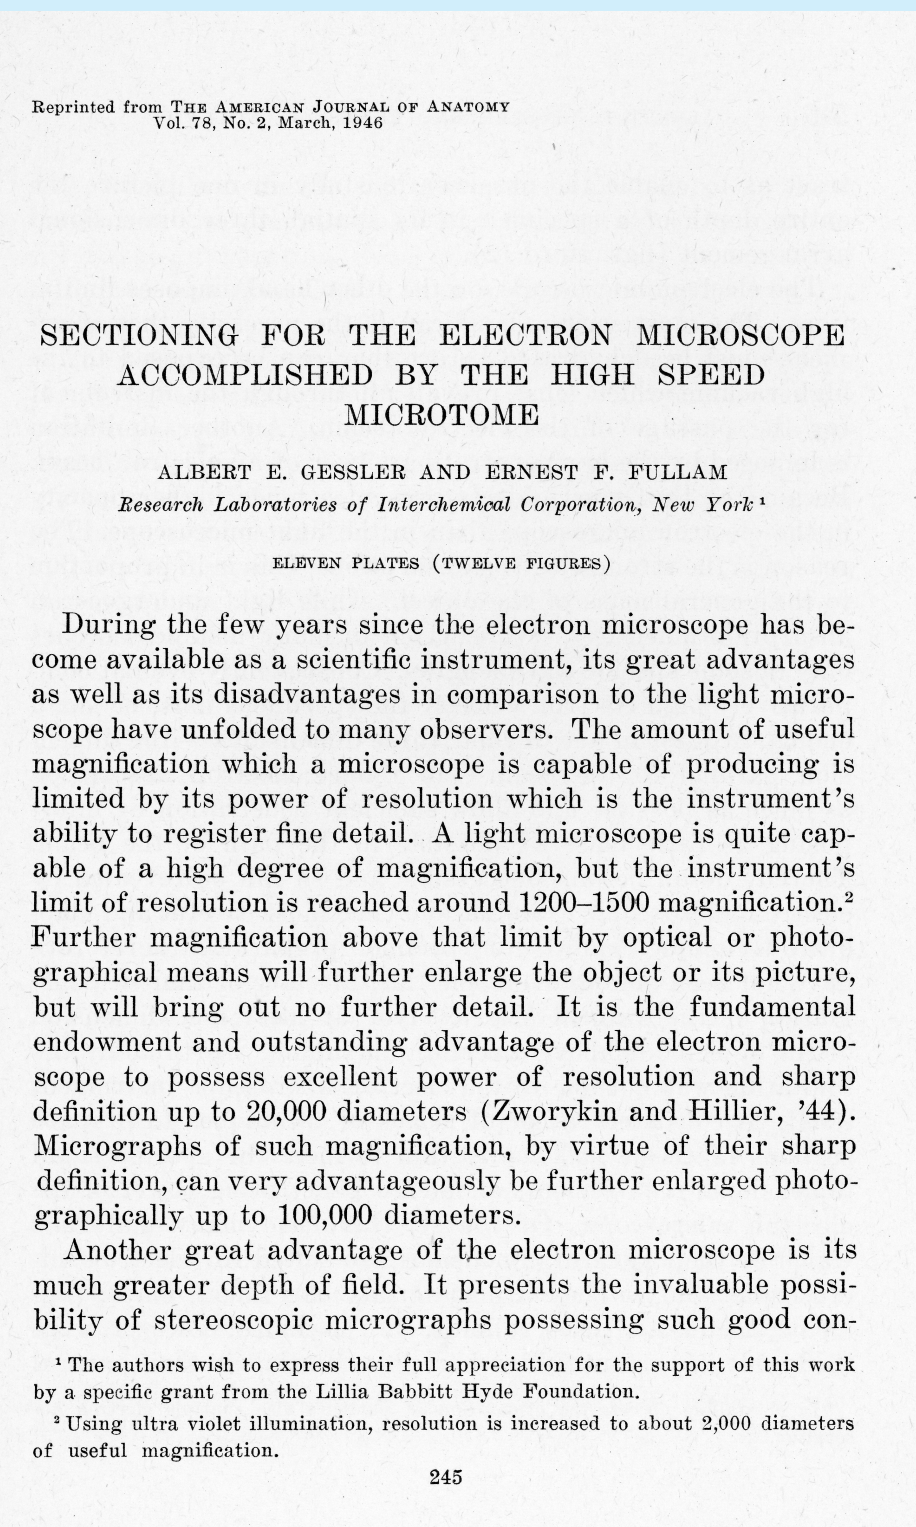 Reprinted from THE AMERICAN JOURNAL OF ANATOMY
Vol. 78, No. 2, March, 1946
SECTIONING FOR THE ELECTRON MICROSCOPE
ACCOMPLISHED BY THE HIGH SPEED
MICROTOME
ALBERT E. GESSLER AND ERNEST F. FULLAM
Research Laboratories of Interchemical Corporation, New York ¹
ELEVEN PLATES (TWELVE FIGURES)
During the few years since the electron microscope has be-
come available as a scientific instrument, its great advantages
as well as its disadvantages in comparison to the light micro-
scope have unfolded to many observers. The amount of useful
magnification which a microscope is capable of producing is
limited by its power of resolution which is the instrument's
ability to register fine detail. A light microscope is quite cap-
able of a high degree of magnification, but the instrument's
limit of resolution is reached around 1200–1500 magnification.²
Further magnification above that limit by optical or photo-
graphical means will further enlarge the object or its picture,
but will bring out no further detail. It is the fundamental
endowment and outstanding advantage of the electron micro-
scope to possess excellent power of resolution and sharp
definition up to 20,000 diameters (Zworykin and Hillier, '44).
Micrographs of such magnification, by virtue of their sharp
definition, can very advantageously be further enlarged photo-
graphically up to 100,000 diameters.
Another great advantage of the electron microscope is its
much greater depth of field. It presents the invaluable possi-
bility of stereoscopic micrographs possessing such good con-
¹ The authors wish to express their full appreciation for the support of this work
by a specific grant from the Lillia Babbitt Hyde Foundation.
² Using ultra violet illumination, resolution is increased to about 2,000 diameters
of useful magnification.
245